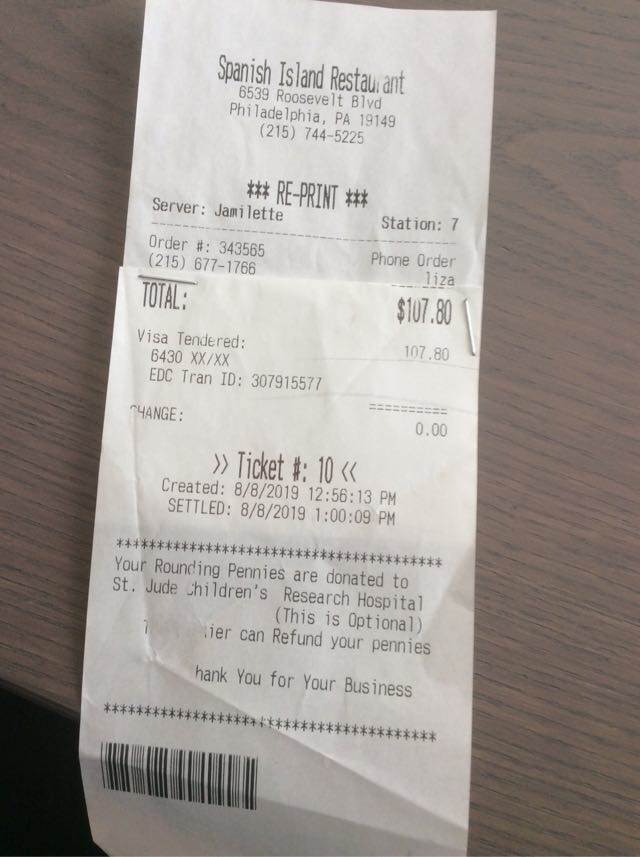 Spanish Island Restaurant
6539 Roosevelt Blvd
Philadelphia, PA 19149
(215) 744-5225
*** RE-PRINT ***
Server: Jamilette Station: 7
Order #: 343565 Phone Order
(215) 677-1766 liza
TOTAL: $107.80
Visa Tendered: 107.80
6430 XX/XX
EDC Tran ID: 307915577
==========
CHANGE: 0.00
>> Ticket #: 10 <<
Created: 8/8/2019 12:56:13 PM
SETTLED: 8/8/2019 1:00:09 PM
****************************************
Your Rounding Pennies are donated to
St. Jude Children's Research Hospital
(This is Optional)
can Refund your pennies
hank You for Your Business
****************************************